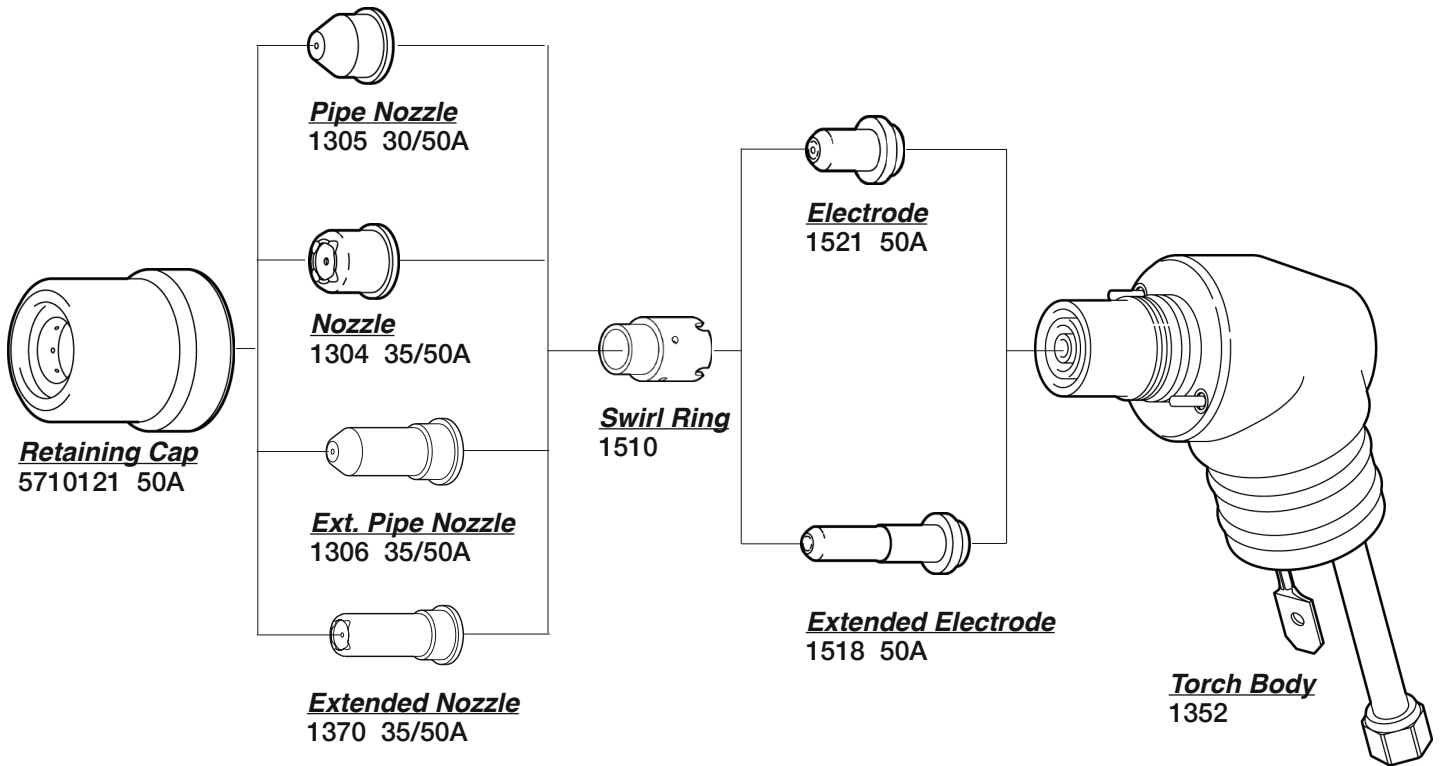 Pipe Nozzle
1305 30/50A
Nozzle
1304 35/50A
Retaining Cap
5710121 50A
Ext. Pipe Nozzle
1306 35/50A
Extended Nozzle
1370 35/50A
Swirl Ring
1510
Electrode
1521 50A
Extended Electrode
1518 50A
Torch Body
1352